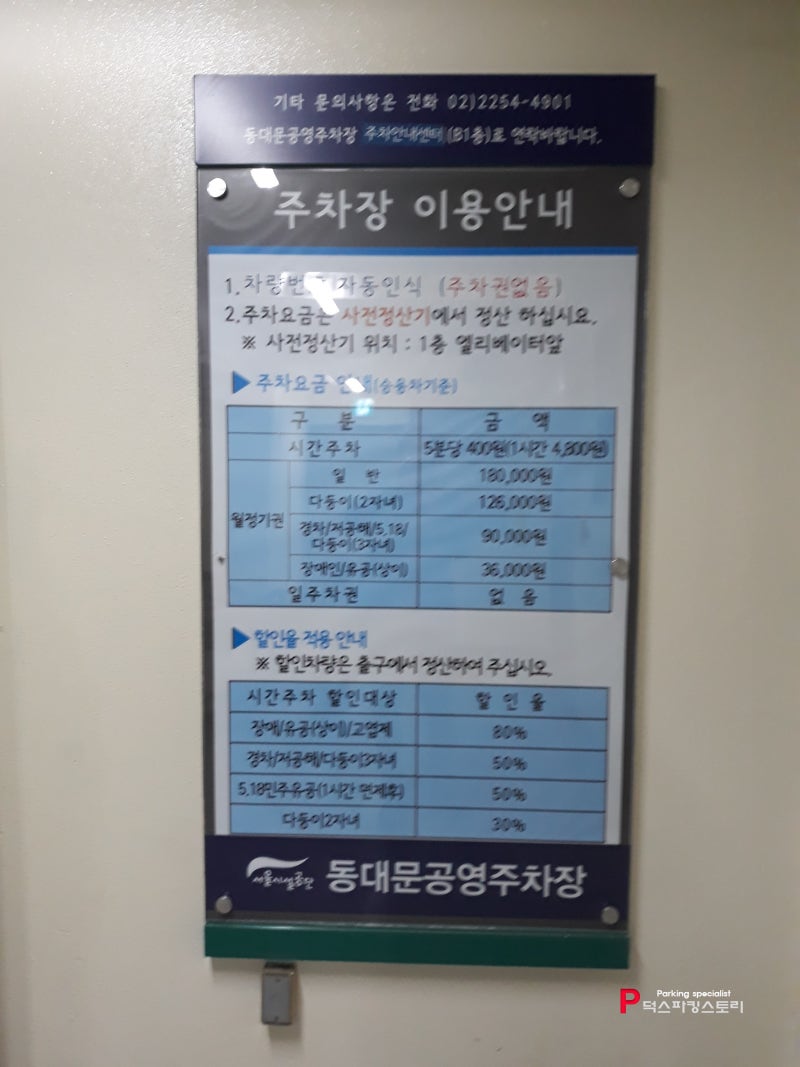 기타 문의사항은 전화 02)2254-4901
동대문공영주차장 주차안내센터(B1층)로 연락바랍니다.
주차장 이용안내
1.차량번호 자동인식 (주차권없음)
2.주차요금은 사전정산기에서 정산 하십시요.
※ 사전정산기 위치 : 1층 엘리베이터앞
▶ 주차요금 안내(승용차기준)
구 분 금 액
시간주차 5분당 400원(1시간 4,800원)
월정기권
일 반 180,000원
다둥이(2자녀) 126,000원
경차/저공해/5.18/
다둥이(3자녀) 90,000원
장애인/유공(상이) 36,000원
일주차권 없 음
▶ 할인율 적용 안내
※ 할인차량은 출구에서 정산하여 주십시오.
시간주차 할인대상 할 인 율
장애/유공(상이)/고엽제 80%
경차/저공해/다둥이3자녀 50%
5.18민주유공(1시간 면제후) 50%
다둥이2자녀 30%
서울시설공단 동대문공영주차장
Parking specialist
P덕스파킹스토리